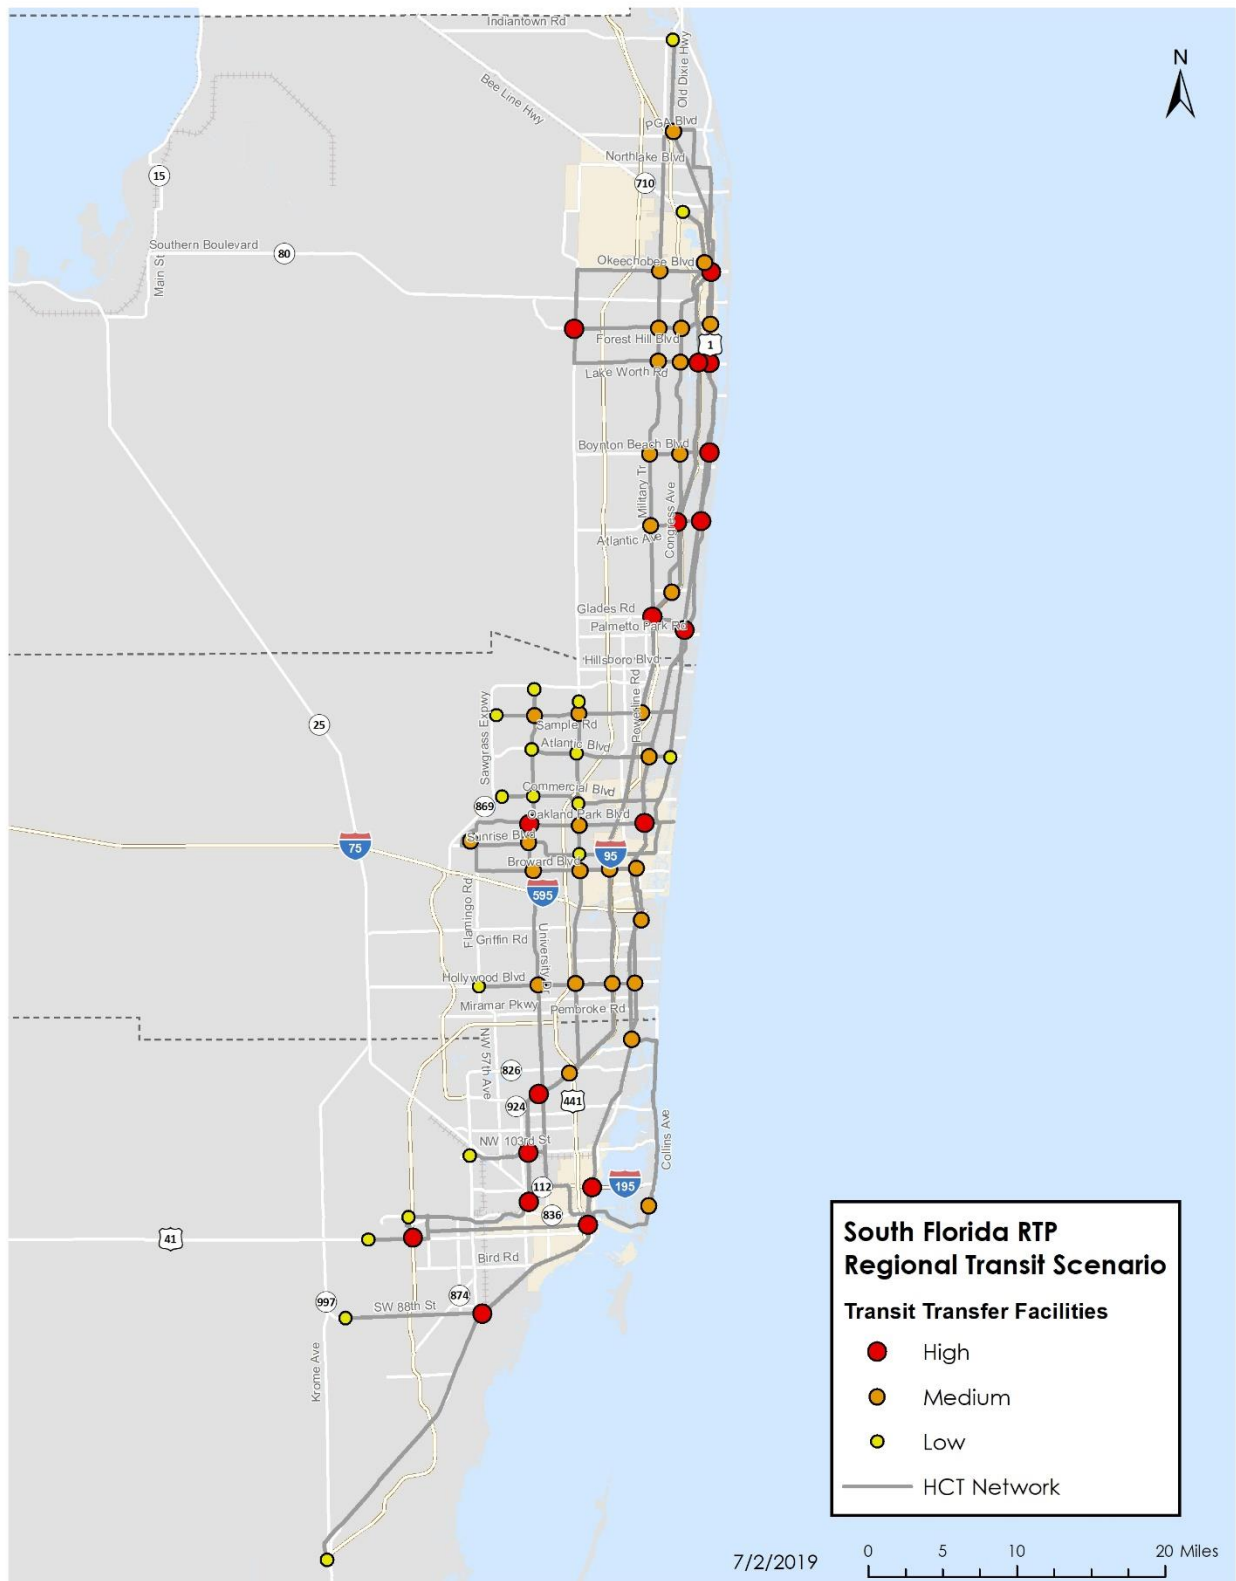 Indiantown Rd
Old Dixie Hwy
N
Bee Line Hwy
PGA Blvd
Northlake Blvd
15
710
Southern Boulevard
80
Main St
Okeechobee Blvd
Forest Hill Blvd
1
Lake Worth Rd
Boynton Beach Blvd
Military Tr
Congress Ave
Atlantic Ave
Glades Rd
Palmetto Park Rd
Hillsboro Blvd
Powerline Rd
Sawgrass Expwy
25
Sample Rd
Atlantic Blvd
Commercial Blvd
869
Oakland Park Blvd
Sunrise Blvd
75
95
Broward Blvd
595
Flamingo Rd
University Dr
Griffin Rd
Hollywood Blvd
Miramar Pkwy
Pembroke Rd
NW 57th Ave
826
924
441
Collins Ave
NW 103rd St
112
195
836
41
Bird Rd
874
997
SW 88th St
Krome Ave
South Florida RTP
Regional Transit Scenario
Transit Transfer Facilities
High
Medium
Low
HCT Network
7/2/2019
0 5 10 20 Miles